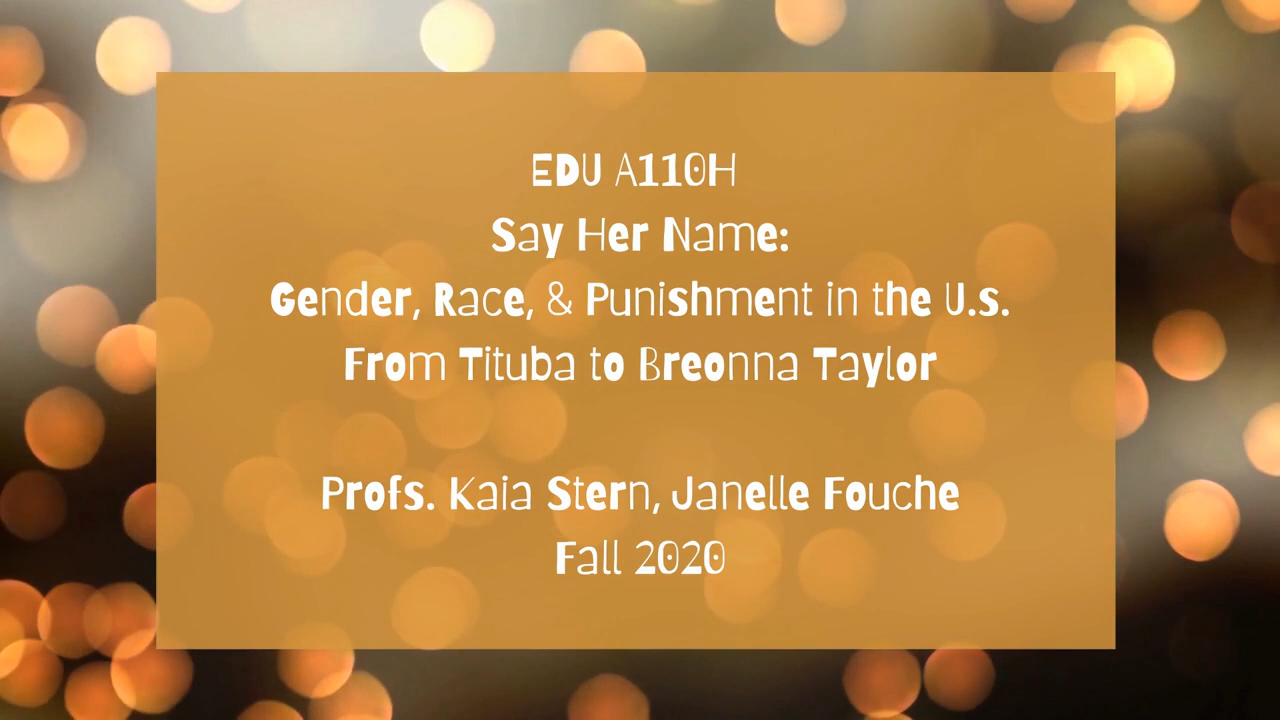 EDU A110H
Say Her Name:
Gender, Race, & Punishment in the U.s.
From Tituba to Breonna Taylor
Profs. Kaia Stern, Janelle Fouche
Fall 2020